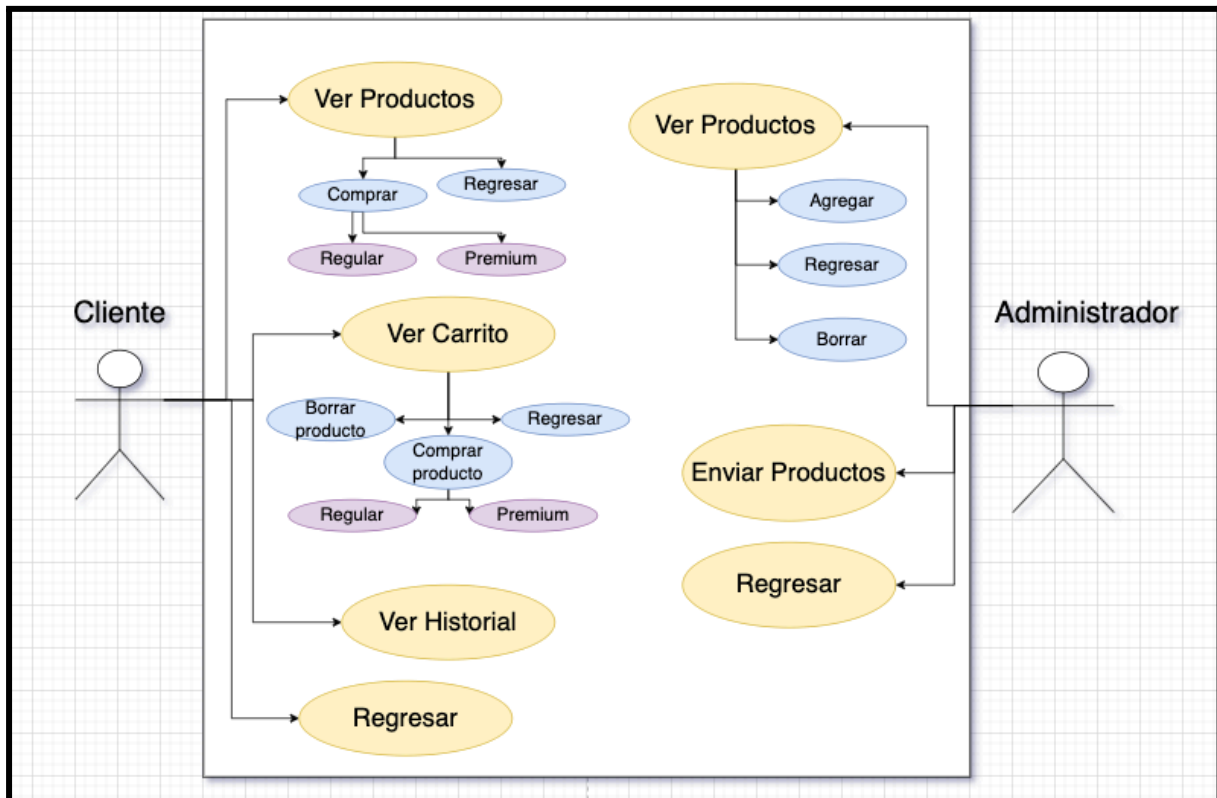 Cliente
Ver Productos
Comprar
Regresar
Regular
Premium
Ver Carrito
Borrar
producto
Regresar
Comprar
producto
Regular
Premium
Ver Historial
Regresar
Ver Productos
Agregar
Regresar
Borrar
Administrador
Enviar Productos
Regresar